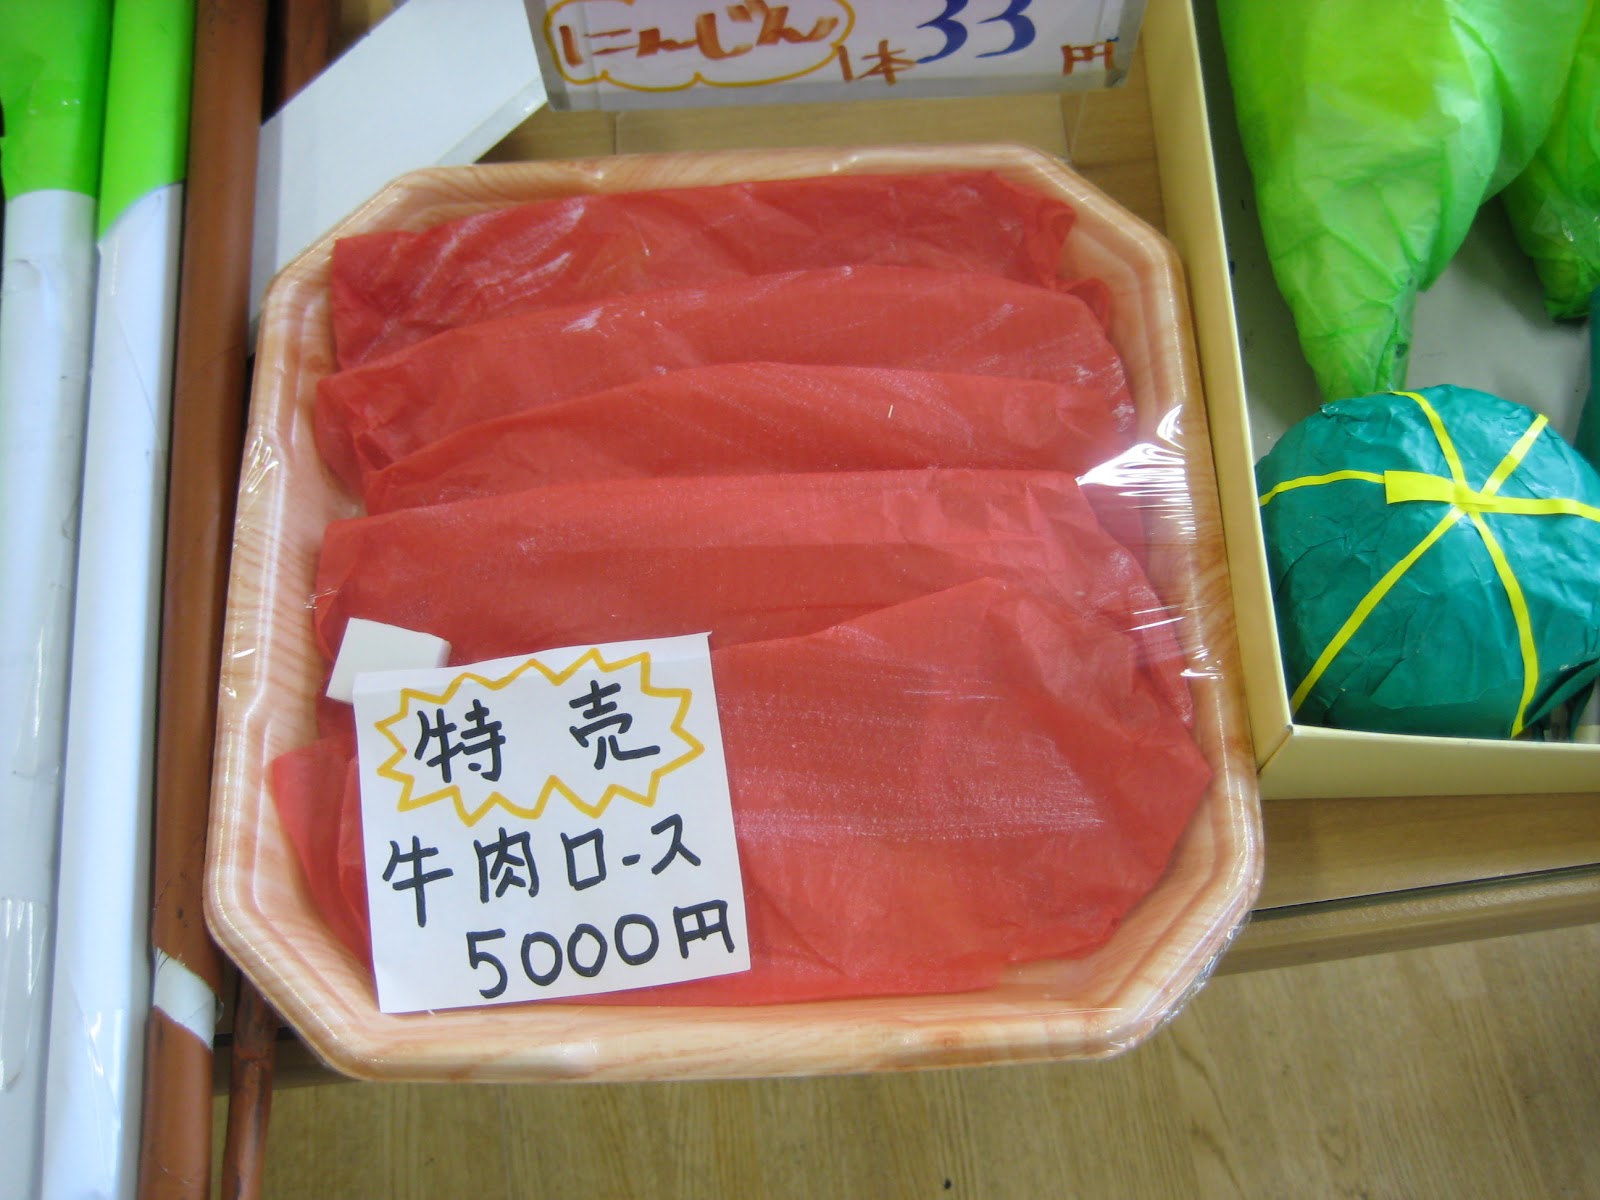 にんじん 1本 33 円
特売
牛肉ロース
5000円